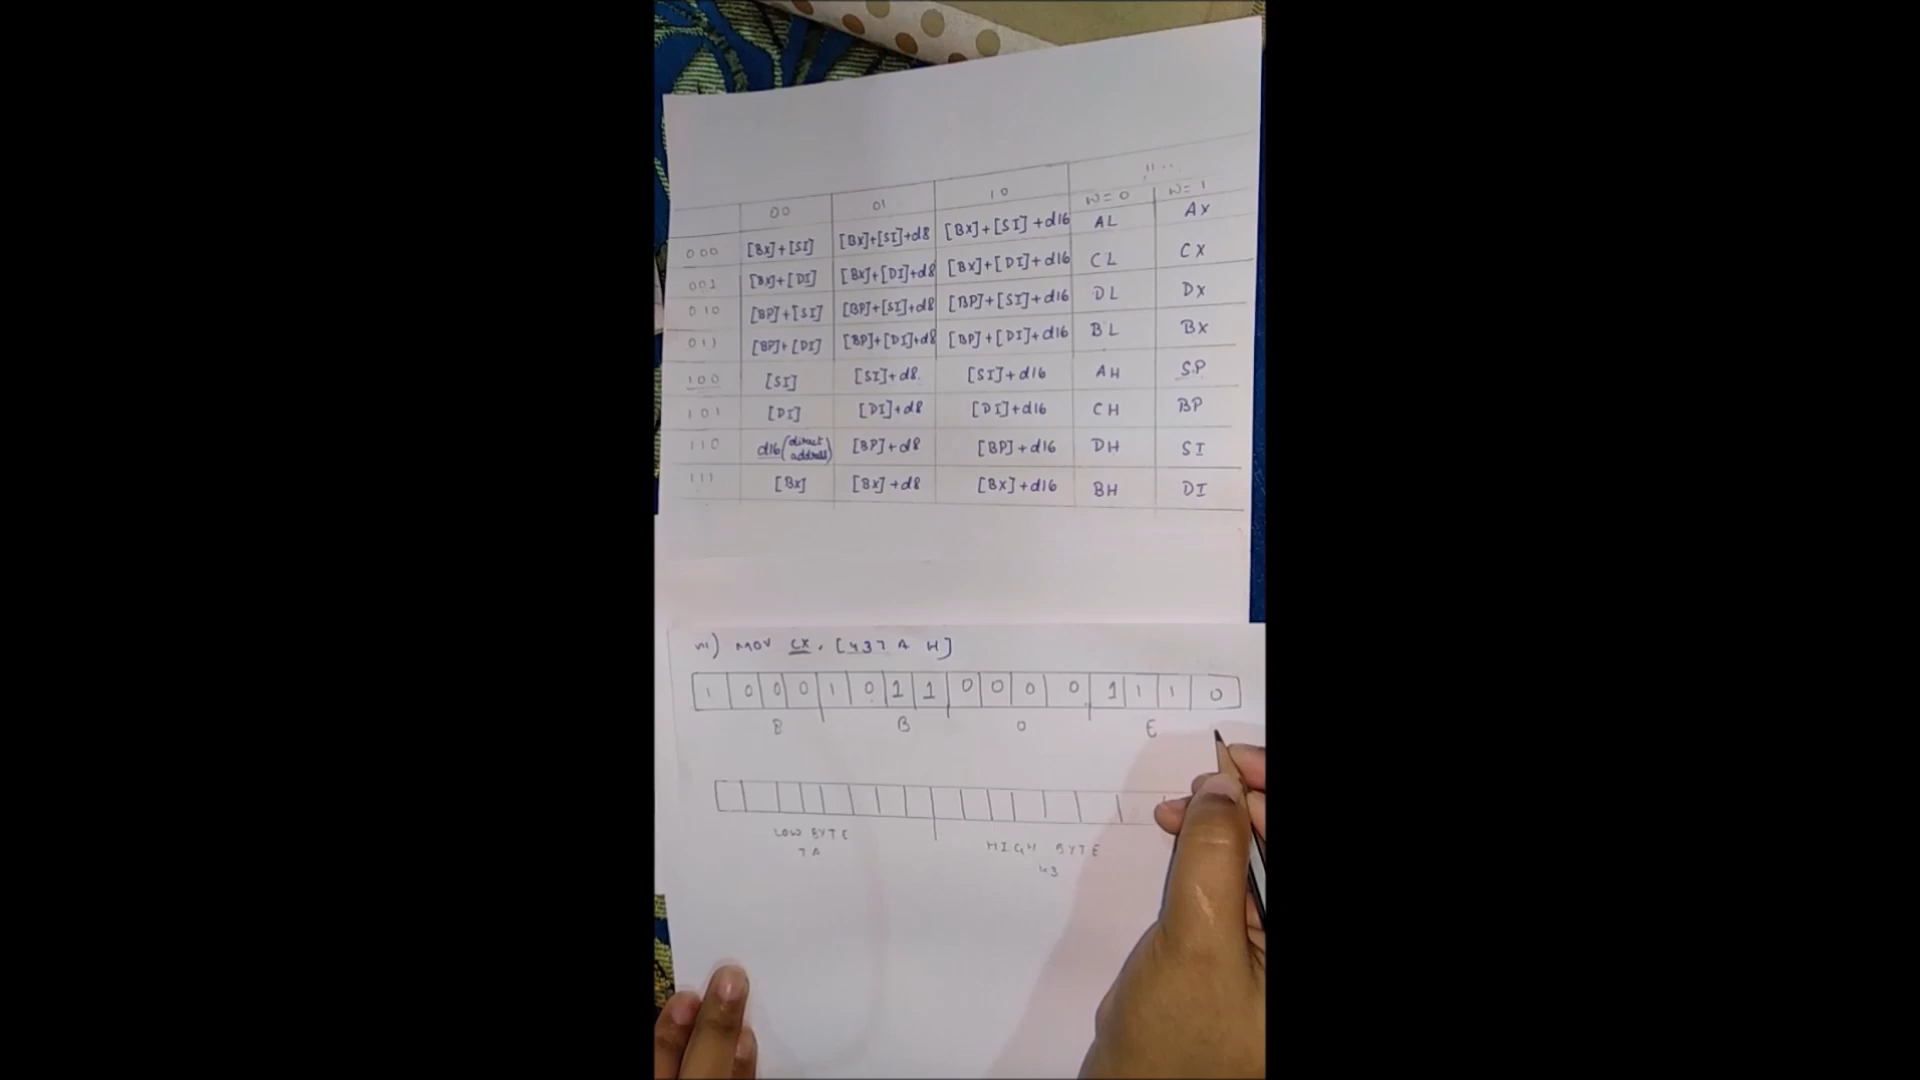 11
00 01 10 W=0 W=1
000 [BX]+[SI] [BX]+[SI]+d8 [BX]+[SI]+d16 AL AX
001 [BX]+[DI] [BX]+[DI]+d8 [BX]+[DI]+d16 CL CX
010 [BP]+[SI] [BP]+[SI]+d8 [BP]+[SI]+d16 DL DX
011 [BP]+[DI] [BP]+[DI]+d8 [BP]+[DI]+d16 BL BX
100 [SI] [SI]+d8 [SI]+d16 AH SP
101 [DI] [DI]+d8 [DI]+d16 CH BP
110 d16(direct address) [BP]+d8 [BP]+d16 DH SI
111 [BX] [BX]+d8 [BX]+d16 BH DI
MOV CX, [437A H]
1 0 0 0 1 0 1 1 0 0 0 0 1 1 1 0
8 B 0 E
LOW BYTE HIGH BYTE
7A 43